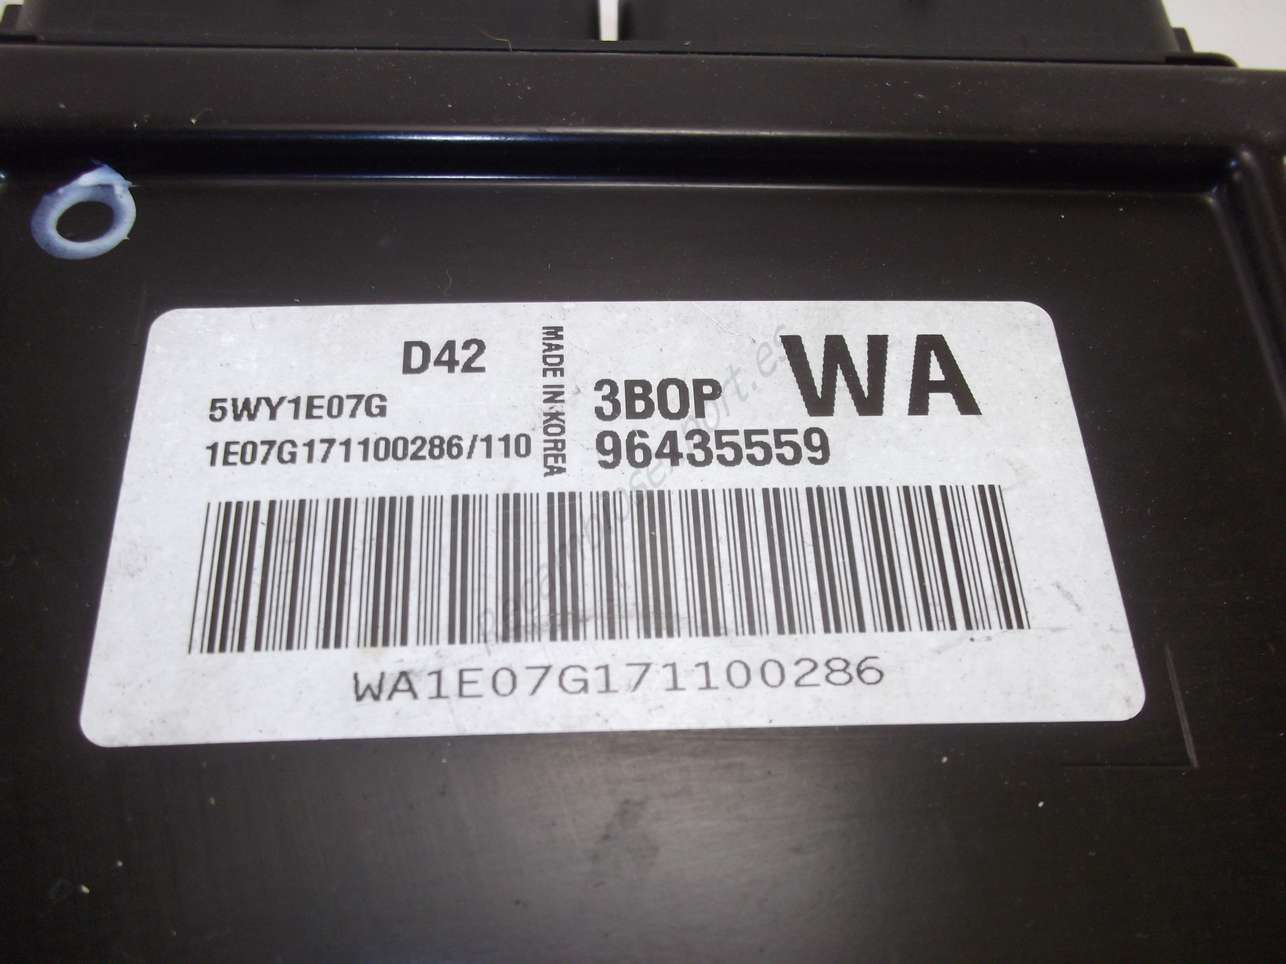 D42
5WY1E07G
1E07G171100286/110
MADE IN KOREA
3BOP
WA
96435559
WA1E07G171100286